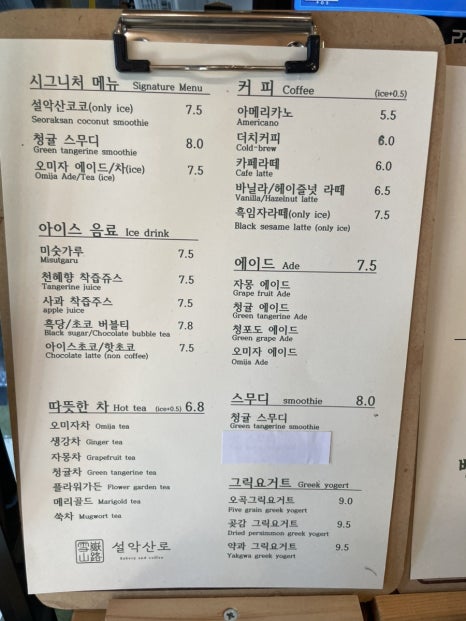 시그니처 메뉴 Signature Menu
설악산코코(only ice) 7.5
Seoraksan coconut smoothie
청귤 스무디 8.0
Green tangerine smoothie
오미자 에이드/차(ice) 7.5
Omija Ade/Tea (ice)
아이스 음료 Ice drink
미숫가루 7.5
Misutgaru
천혜향 착즙쥬스 7.5
Tangerine juice
사과 착즙주스 7.5
apple juice
흑당/초코 버블티 7.8
Black sugar/Chocolate bubble tea
아이스초코/핫초코 7.5
Chocolate latte (non coffee)
따뜻한 차 Hot tea (ice+0.5) 6.8
오미자차 Omija tea
생강차 Ginger tea
자몽차 Grapefruit tea
청귤차 Green tangerine tea
플라워가든 Flower garden tea
메리골드 Marigold tea
쑥차 Mugwort tea
雪嶽山路
설악산로
Bakery and coffee
커 피 Coffee (ice+0.5)
아메리카노 5.5
Americano
더치커피 6.0
Cold-brew
카페라떼 6.0
Cafe latte
바닐라/헤이즐넛 라떼 6.5
Vanilla/Hazelnut latte
흑임자라떼(only ice) 7.5
Black sesame latte (only ice)
에이드 Ade 7.5
자몽 에이드
Grape fruit Ade
청귤 에이드
Green tangerine Ade
청포도 에이드
Green grape Ade
오미자 에이드
Omija Ade
스무디 smoothie 8.0
청귤 스무디
Green tangerine smoothie
그릭요거트 Greek yogert
오곡그릭요거트 9.0
Five grain greek yogert
곶감 그릭요거트 9.5
Dried persimmon greek yogert
약과 그릭요거트 9.5
Yakgwa greek yogert